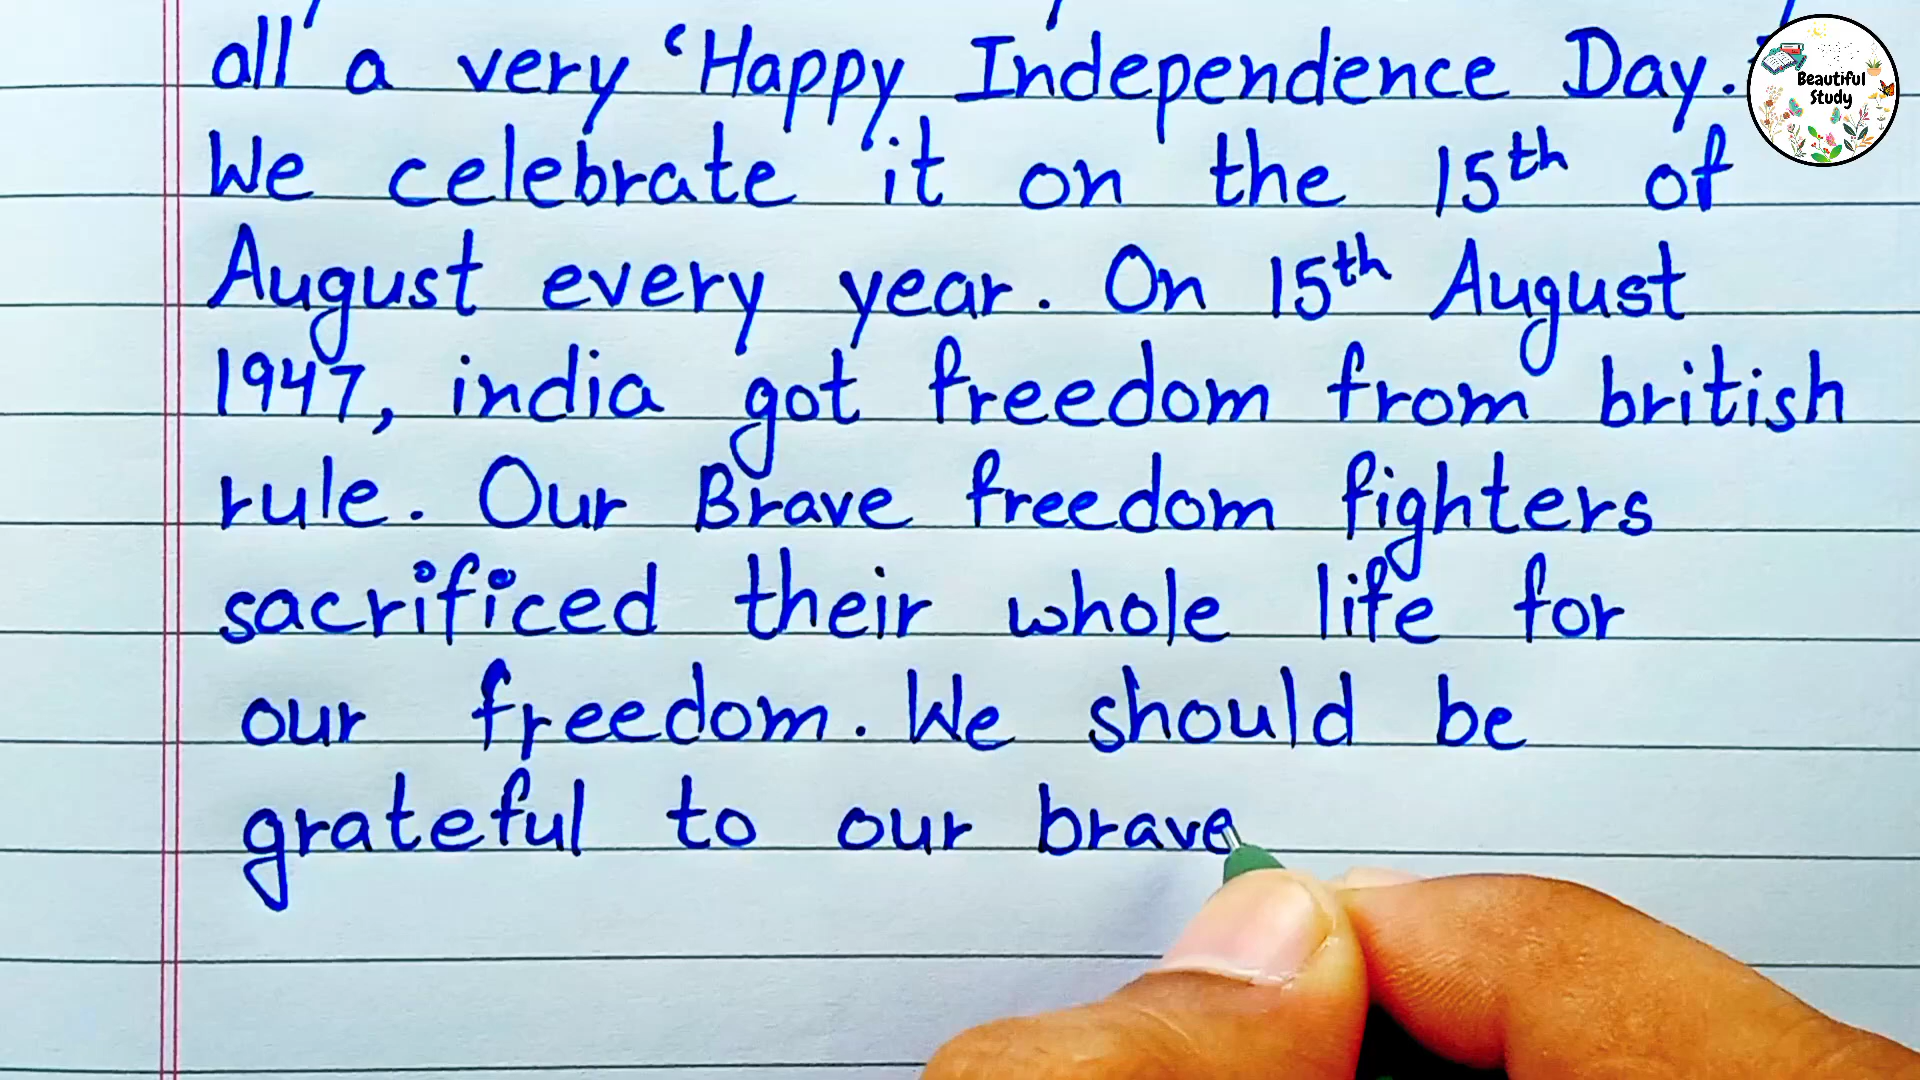 all a very ‘Happy Independence Day.’
We celebrate it on the 15th of
August every year. On 15th August
1947, india got freedom from british
rule. Our Brave freedom fighters
sacrificed their whole life for
our freedom. We should be
grateful to our brave
Beautiful
Study